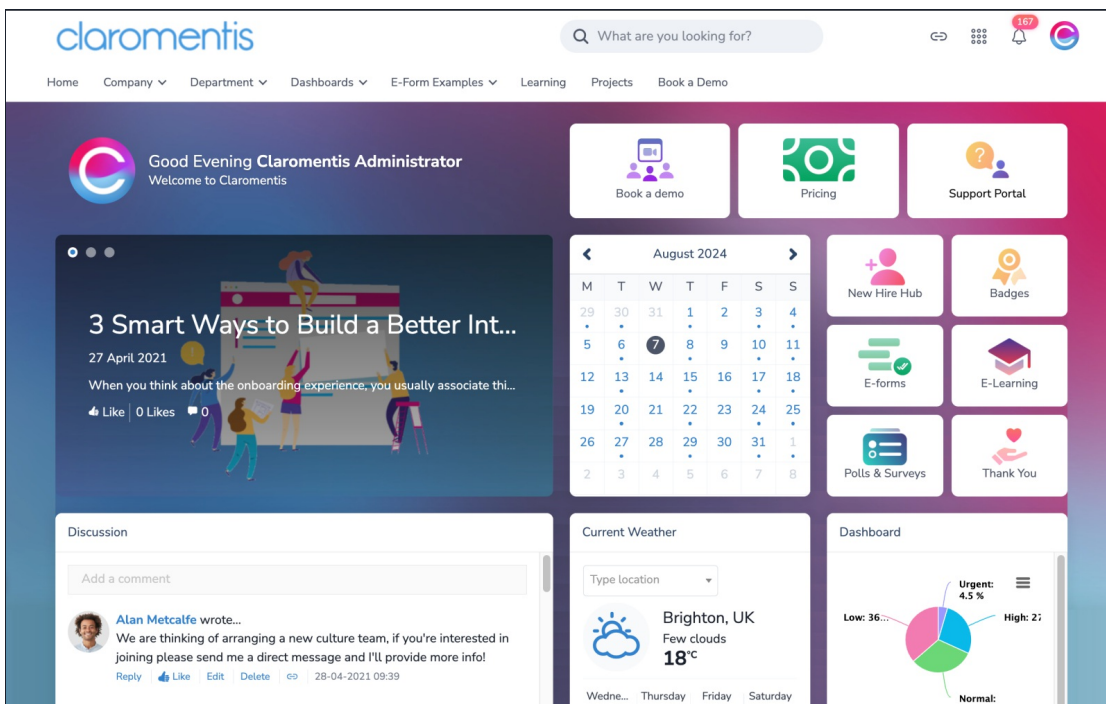 claromentis
What are you looking for?
167
Home Company Department Dashboards E-Form Examples Learning Projects Book a Demo
Good Evening Claromentis Administrator
Welcome to Claromentis
Book a demo
Pricing
Support Portal
3 Smart Ways to Build a Better Int...
27 April 2021
When you think about the onboarding experience, you usually associate thi...
Like 0 Likes 0
August 2024
M T W T F S S
29 30 31 1 2 3 4
5 6 7 8 9 10 11
12 13 14 15 16 17 18
19 20 21 22 23 24 25
26 27 28 29 30 31 1
2 3 4 5 6 7 8
New Hire Hub
Badges
E-forms
E-Learning
Polls & Surveys
Thank You
Discussion
Add a comment
Alan Metcalfe wrote...
We are thinking of arranging a new culture team, if you're interested in
joining please send me a direct message and I'll provide more info!
Reply Like Edit Delete 28-04-2021 09:39
Current Weather
Type location
Brighton, UK
Few clouds
18°C
Wedne... Thursday Friday Saturday
Dashboard
Urgent:
4.5 %
Low: 36...
High: 27
Normal: